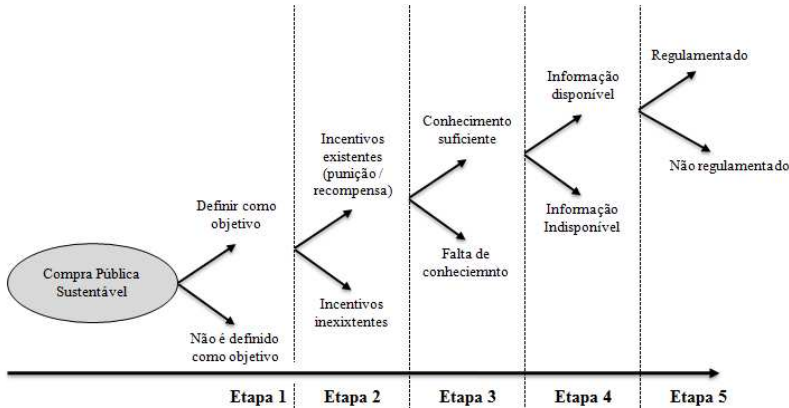 Compra Pública
Sustentável
Definir como
objetivo
Não é definido
como objetivo
Incentivos
existentes
(punição /
recompensa)
Incentivos
inexixtentes
Conhecimento
suficiente
Falta de
conheciemnto
Informação
disponível
Informação
Indisponível
Regulamentado
Não regulamentado
Etapa 1
Etapa 2
Etapa 3
Etapa 4
Etapa 5